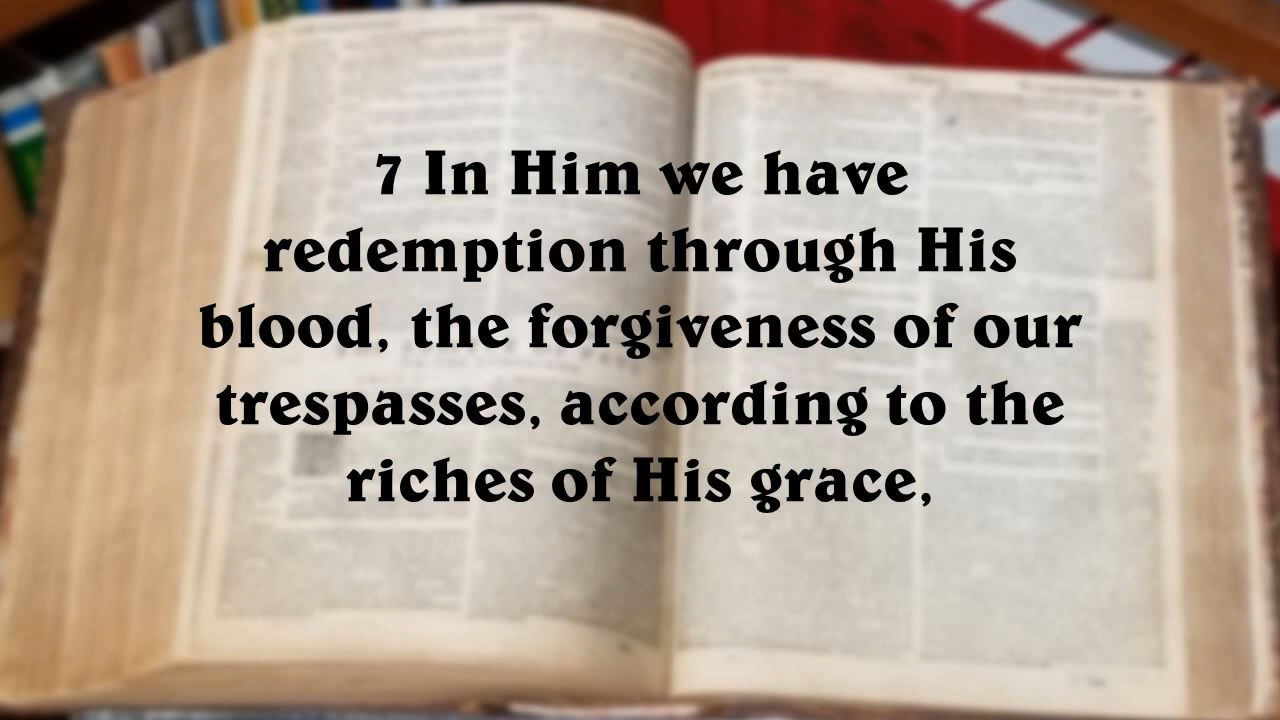 7 In Him we have
redemption through His
blood, the forgiveness of our
trespasses, according to the
riches of His grace,